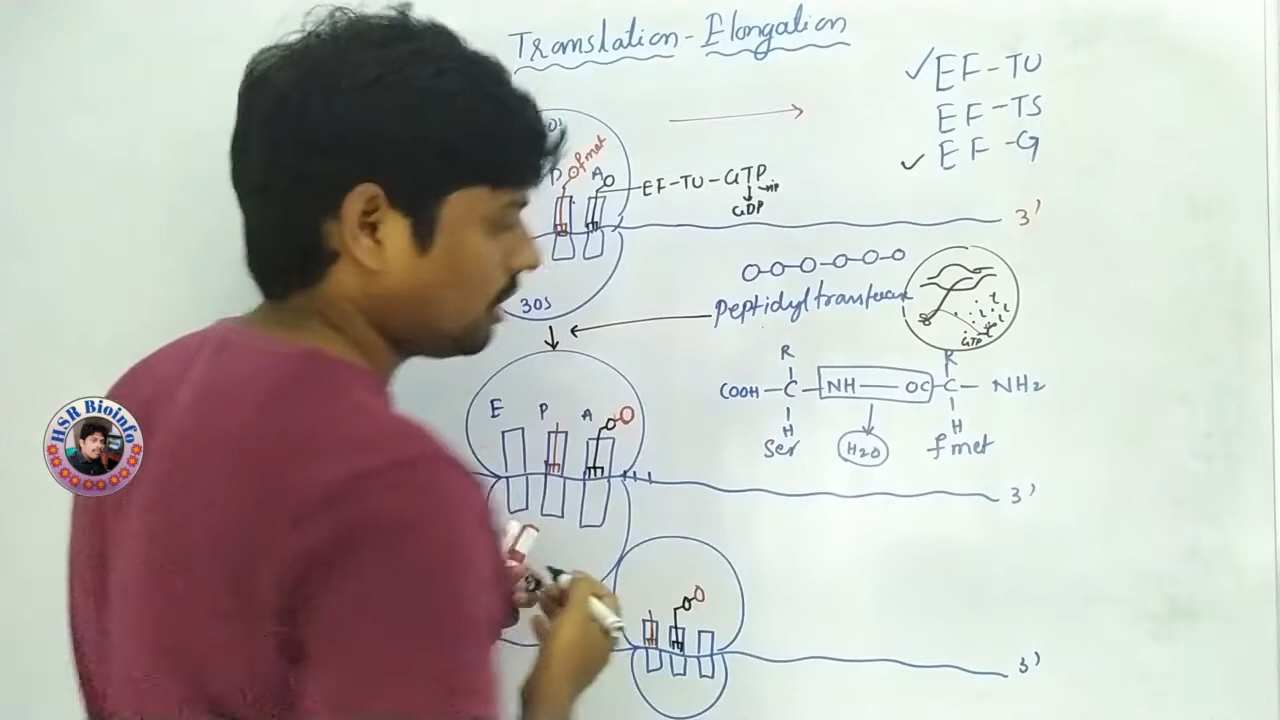 Translation - Elongation
✓EF-TU
EF-TS
✓EF-G
P
fmet
A
EF-TU-GTP
GDP
3'
30S
Peptidyltransferase
GTP
R
R
COOH-C-NH-OC-C-NH2
H
H
Ser
H2O
fmet
E P A
3'
3'
HSR Bioinfo